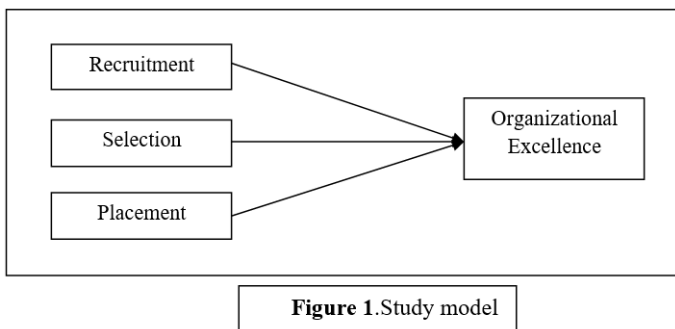 Recruitment
Selection
Placement
Organizational
Excellence
Figure 1.Study model